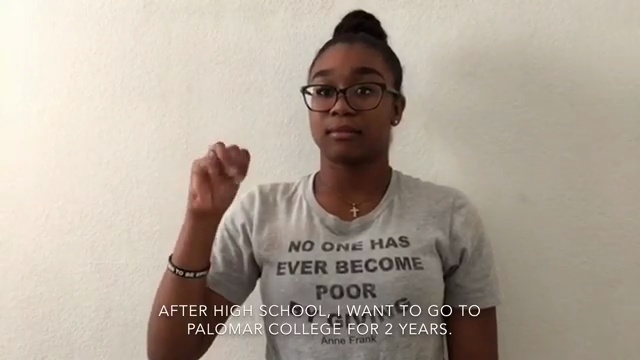 NO ONE HAS
EVER BECOME
POOR
GIVING
Anne Frank
AFTER HIGH SCHOOL, I WANT TO GO TO
PALOMAR COLLEGE FOR 2 YEARS.